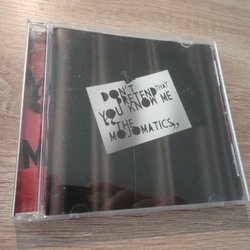 DON'T
PRETEND THAT
YOU KNOW ME
"THE
MOJOMATICS"